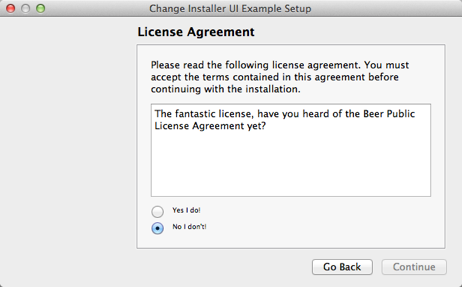 Change Installer UI Example Setup
License Agreement
Please read the following license agreement. You must
accept the terms contained in this agreement before
continuing with the installation.
The fantastic license, have you heard of the Beer Public
License Agreement yet?
Yes I do!
No I don't!
Go Back
Continue